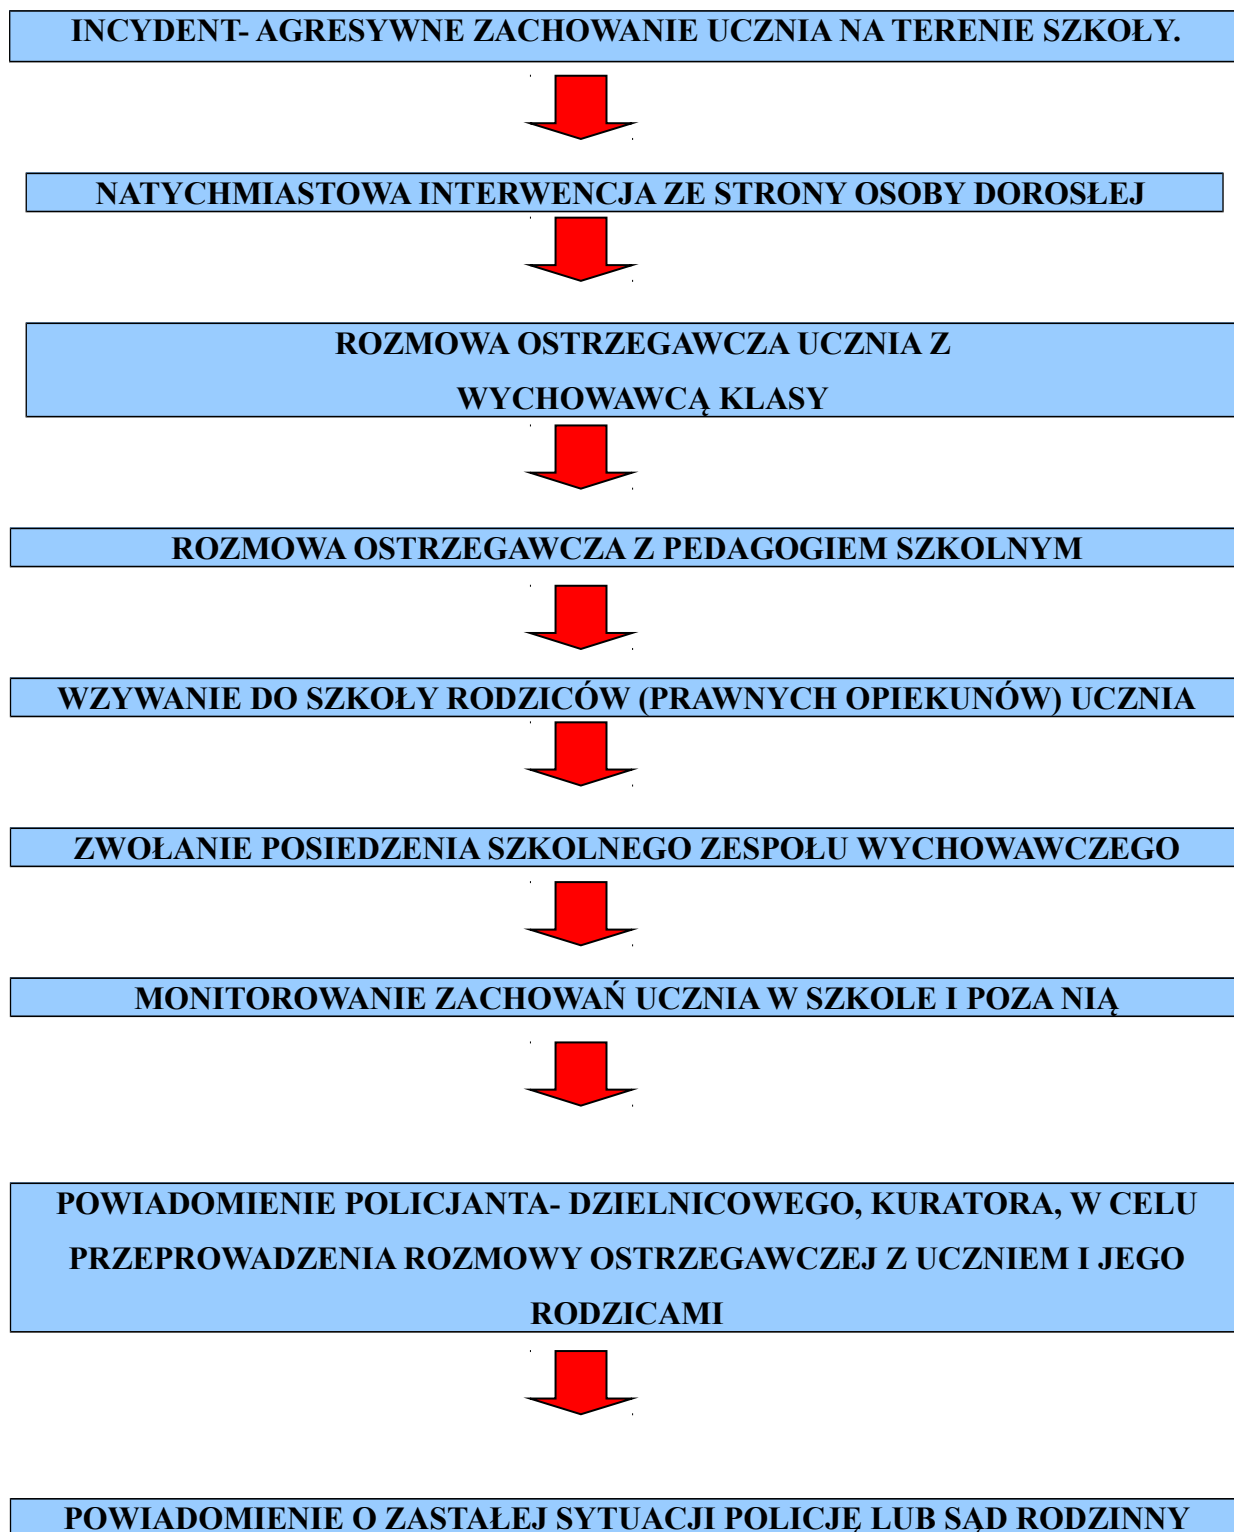 INCYDENT- AGRESYWNE ZACHOWANIE UCZNIA NA TERENIE SZKOŁY.
NATYCHMIASTOWA INTERWENCJA ZE STRONY OSOBY DOROSŁEJ
ROZMOWA OSTRZEGAWCZA UCZNIA Z
WYCHOWAWCĄ KLASY
ROZMOWA OSTRZEGAWCZA Z PEDAGOGIEM SZKOLNYM
WZYWANIE DO SZKOŁY RODZICÓW (PRAWNYCH OPIEKUNÓW) UCZNIA
ZWOŁANIE POSIEDZENIA SZKOLNEGO ZESPOŁU WYCHOWAWCZEGO
MONITOROWANIE ZACHOWAŃ UCZNIA W SZKOLE I POZA NIĄ
POWIADOMIENIE POLICJANTA- DZIELNICOWEGO, KURATORA, W CELU
PRZEPROWADZENIA ROZMOWY OSTRZEGAWCZEJ Z UCZNIEM I JEGO
RODZICAMI
POWIADOMIENIE O ZASTAŁEJ SYTUACJI POLICJĘ LUB SĄD RODZINNY